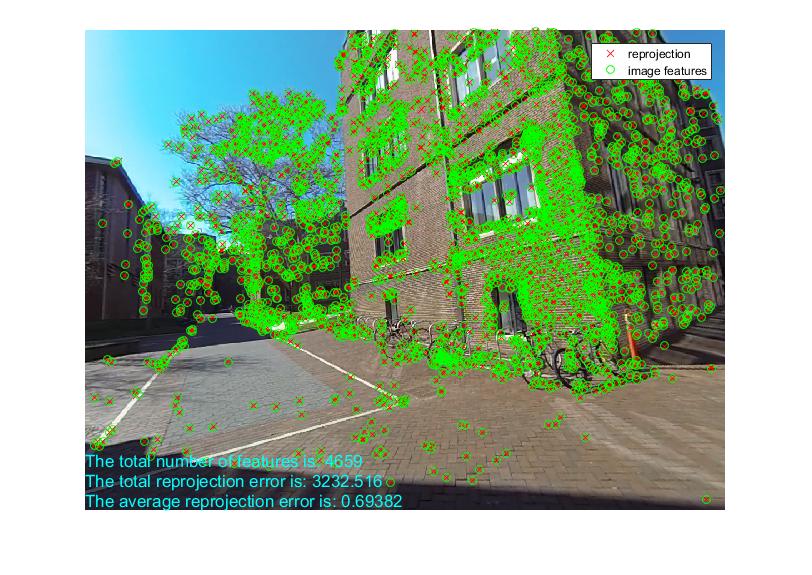 reprojection
image features
The total number of features is: 4659
The total reprojection error is: 3232.516
The average reprojection error is: 0.69382